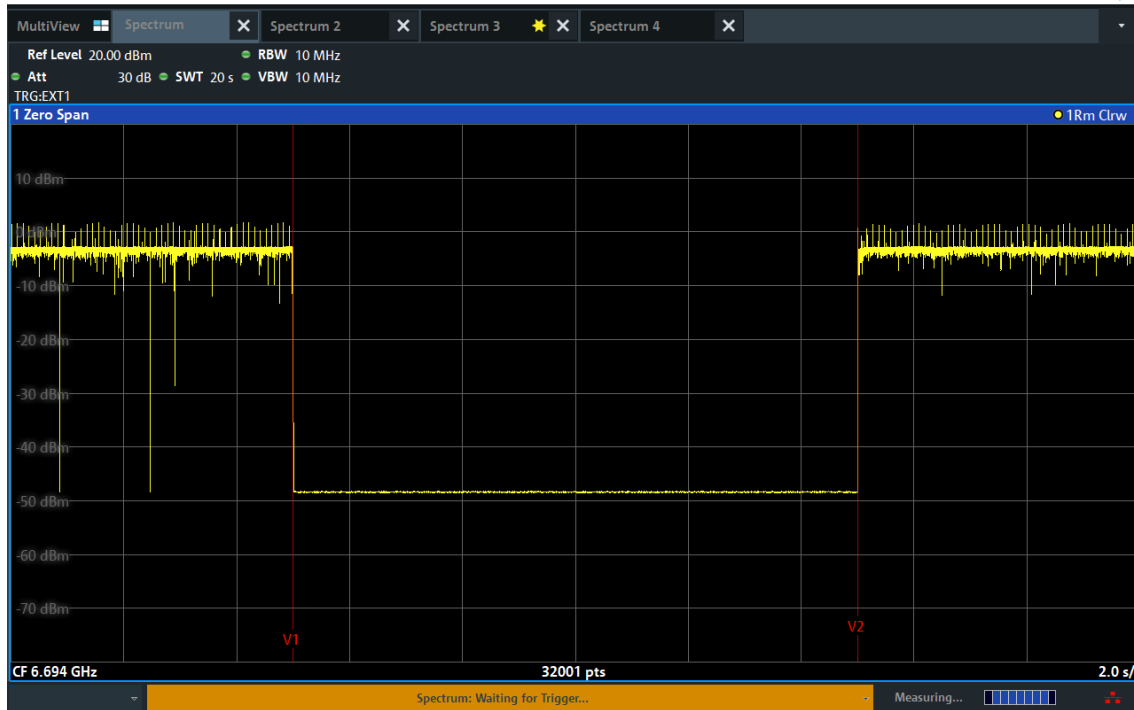 MultiView Spectrum Spectrum 2 Spectrum 3 Spectrum 4
Ref Level 20.00 dBm RBW 10 MHz
Att 30 dB SWT 20 s VBW 10 MHz
TRG:EXT1
1 Zero Span 1Rm Clrw
10 dBm
0 dBm
-10 dBm
-20 dBm
-30 dBm
-40 dBm
-50 dBm
-60 dBm
-70 dBm
V1
V2
CF 6.694 GHz 32001 pts 2.0 s/
Spectrum: Waiting for Trigger... Measuring...